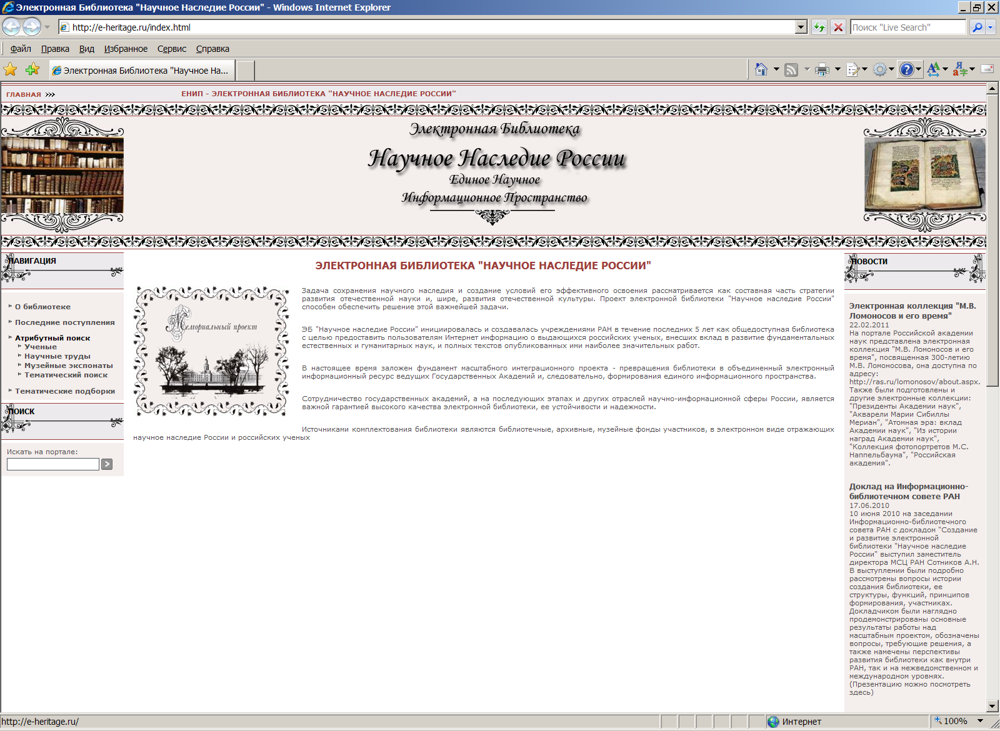 Электронная Библиотека "Научное Наследие России" - Windows Internet Explorer
http://e-heritage.ru/index.html
Поиск "Live Search"
Файл Правка Вид Избранное Сервис Справка
Электронная Библиотека "Научное На...
ГЛАВНАЯ
ЕНИП - ЭЛЕКТРОННАЯ БИБЛИОТЕКА "НАУЧНОЕ НАСЛЕДИЕ РОССИИ"
Электронная Библиотека
Научное Наследие России
Единое Научное
Информационное Пространство
НАВИГАЦИЯ
О библиотеке
Последние поступления
Атрибутный поиск
Ученые
Научные труды
Музейные экспонаты
Тематический поиск
Тематические подборки
ПОИСК
Искать на портале:
ЭЛЕКТРОННАЯ БИБЛИОТЕКА "НАУЧНОЕ НАСЛЕДИЕ РОССИИ"
Мемориальный проект
Задача сохранения научного наследия и создание условий его эффективного освоения рассматривается как составная часть стратегии
развития отечественной науки и, шире, развития отечественной культуры. Проект электронной библиотеки "Научное наследие России"
способен обеспечить решение этой важнейшей задачи.
ЭБ "Научное наследие России" инициировалась и создавалась учреждениями РАН в течение последних 5 лет как общедоступная библиотека
с целью предоставить пользователям Интернет информацию о выдающихся российских ученых, внесших вклад в развитие фундаментальных
естественных и гуманитарных наук, и полных текстов опубликованных ими наиболее значительных работ.
В настоящее время заложен фундамент масштабного интеграционного проекта - превращения библиотеки в объединенный электронный
информационный ресурс ведущих Государственных Академий и, следовательно, формирования единого информационного пространства.
Сотрудничество государственных академий, а на последующих этапах и других отраслей научно-информационной сферы России, является
важной гарантией высокого качества электронной библиотеки, ее устойчивости и надежности.
Источниками комплектования библиотеки являются библиотечные, архивные, музейные фонды участников, в электронном виде отражающих
научное наследие России и российских ученых
НОВОСТИ
Электронная коллекция "М.В.
Ломоносов и его время"
22.02.2011
На портале Российской академии
наук представлена электронная
коллекция "М.В. Ломоносов и его
время", посвященная 300-летию
М.В. Ломоносова, она доступна по
адресу:
http://ras.ru/lomonosov/about.aspx.
Также были подготовлены и
другие электронные коллекции:
"Президенты Академии наук",
"Акварели Марии Сибиллы
Мериан", "Атомная эра: вклад
Академии наук", "Из истории
наград Академии наук",
"Коллекция фотопортретов М.С.
Наппельбаума", "Российская
академия".
Доклад на Информационно-
библиотечном совете РАН
17.06.2010
10 июня 2010 на заседании
Информационно-библиотечного
совета РАН с докладом "Создание
и развитие электронной
библиотеки "Научное наследие
России" выступил заместитель
директора МСЦ РАН Сотников А.Н.
В выступлении были подробно
рассмотрены вопросы истории
создания библиотеки, ее
структуры, функций, принципов
формирования, участниках.
Докладчиком были наглядно
продемонстрированы основные
результаты работы над
масштабным проектом, обозначены
вопросы, требующие решения, а
также намечены перспективы
развития библиотеки как внутри
РАН, так и на межведомственном и
международном уровнях.
(Презентацию можно посмотреть
здесь)
http://e-heritage.ru/
Интернет
100%